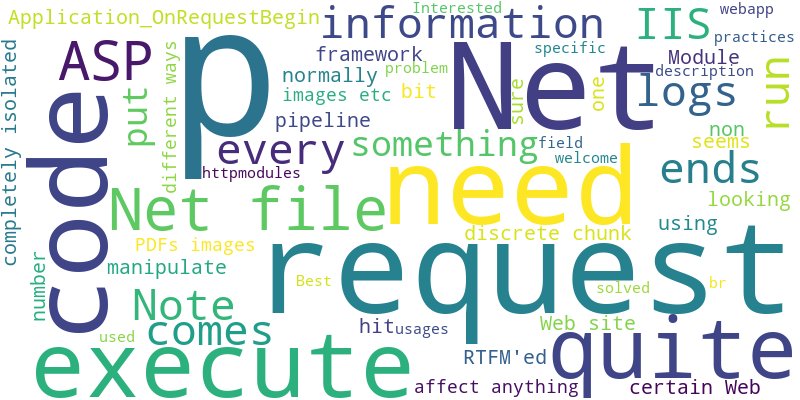 Application_OnRequestBegin
information
Interested
IIS
webapp
practices
ASP
p
framework
specific
Module
Net
normally
problem
description
images etc
bit
sure
one
logs
run
completely isolated
code
put
different ways
pipeline
something
field
non
seems
every
welcome
ends
httpmodules
need
looking
Net file
using
discrete chunk
request
PDFs images
manipulate
number
Best
solved
br
Note
comes
hit
usages
Web site
quite
used
execute
RTFM'ed
affect anything
certain Web